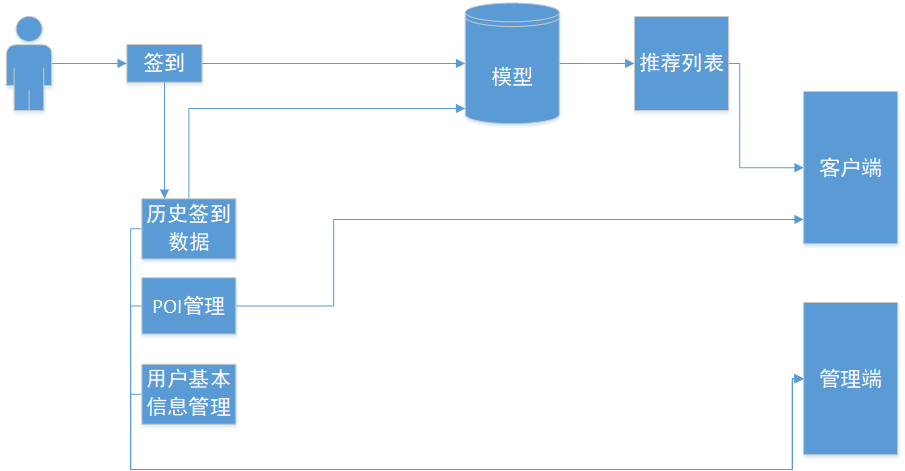 签到
模型
推荐列表
客户端
历史签到
数据
POI管理
用户基本
信息管理
管理端